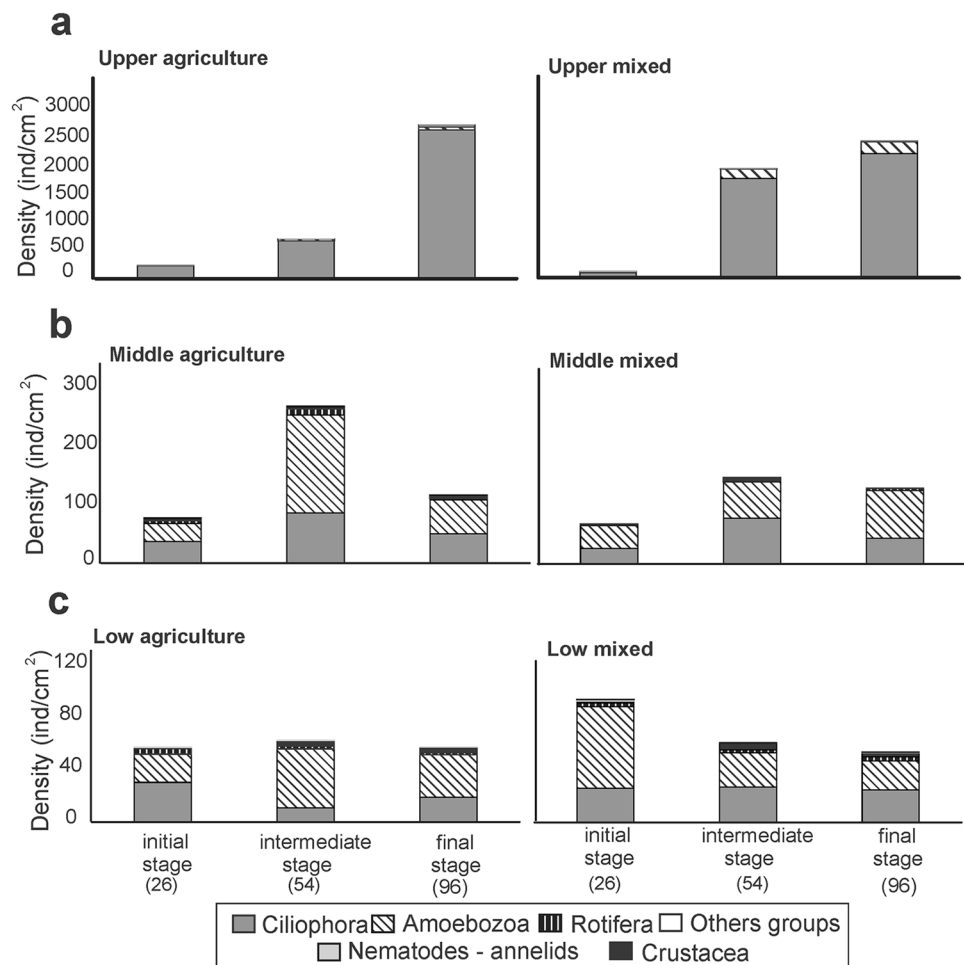 a
Upper agriculture
Upper mixed
Density (ind/cm²)
3000
2500
2000
1500
1000
500
0
b
Middle agriculture
Middle mixed
Density (ind/cm²)
300
200
100
0
c
Low agriculture
Low mixed
Density (ind/cm²)
120
80
40
0
initial stage (26)
intermediate stage (54)
final stage (96)
initial stage (26)
intermediate stage (54)
final stage (96)
Ciliophora Amoebozoa Rotifera Others groups
Nematodes - annelids Crustacea